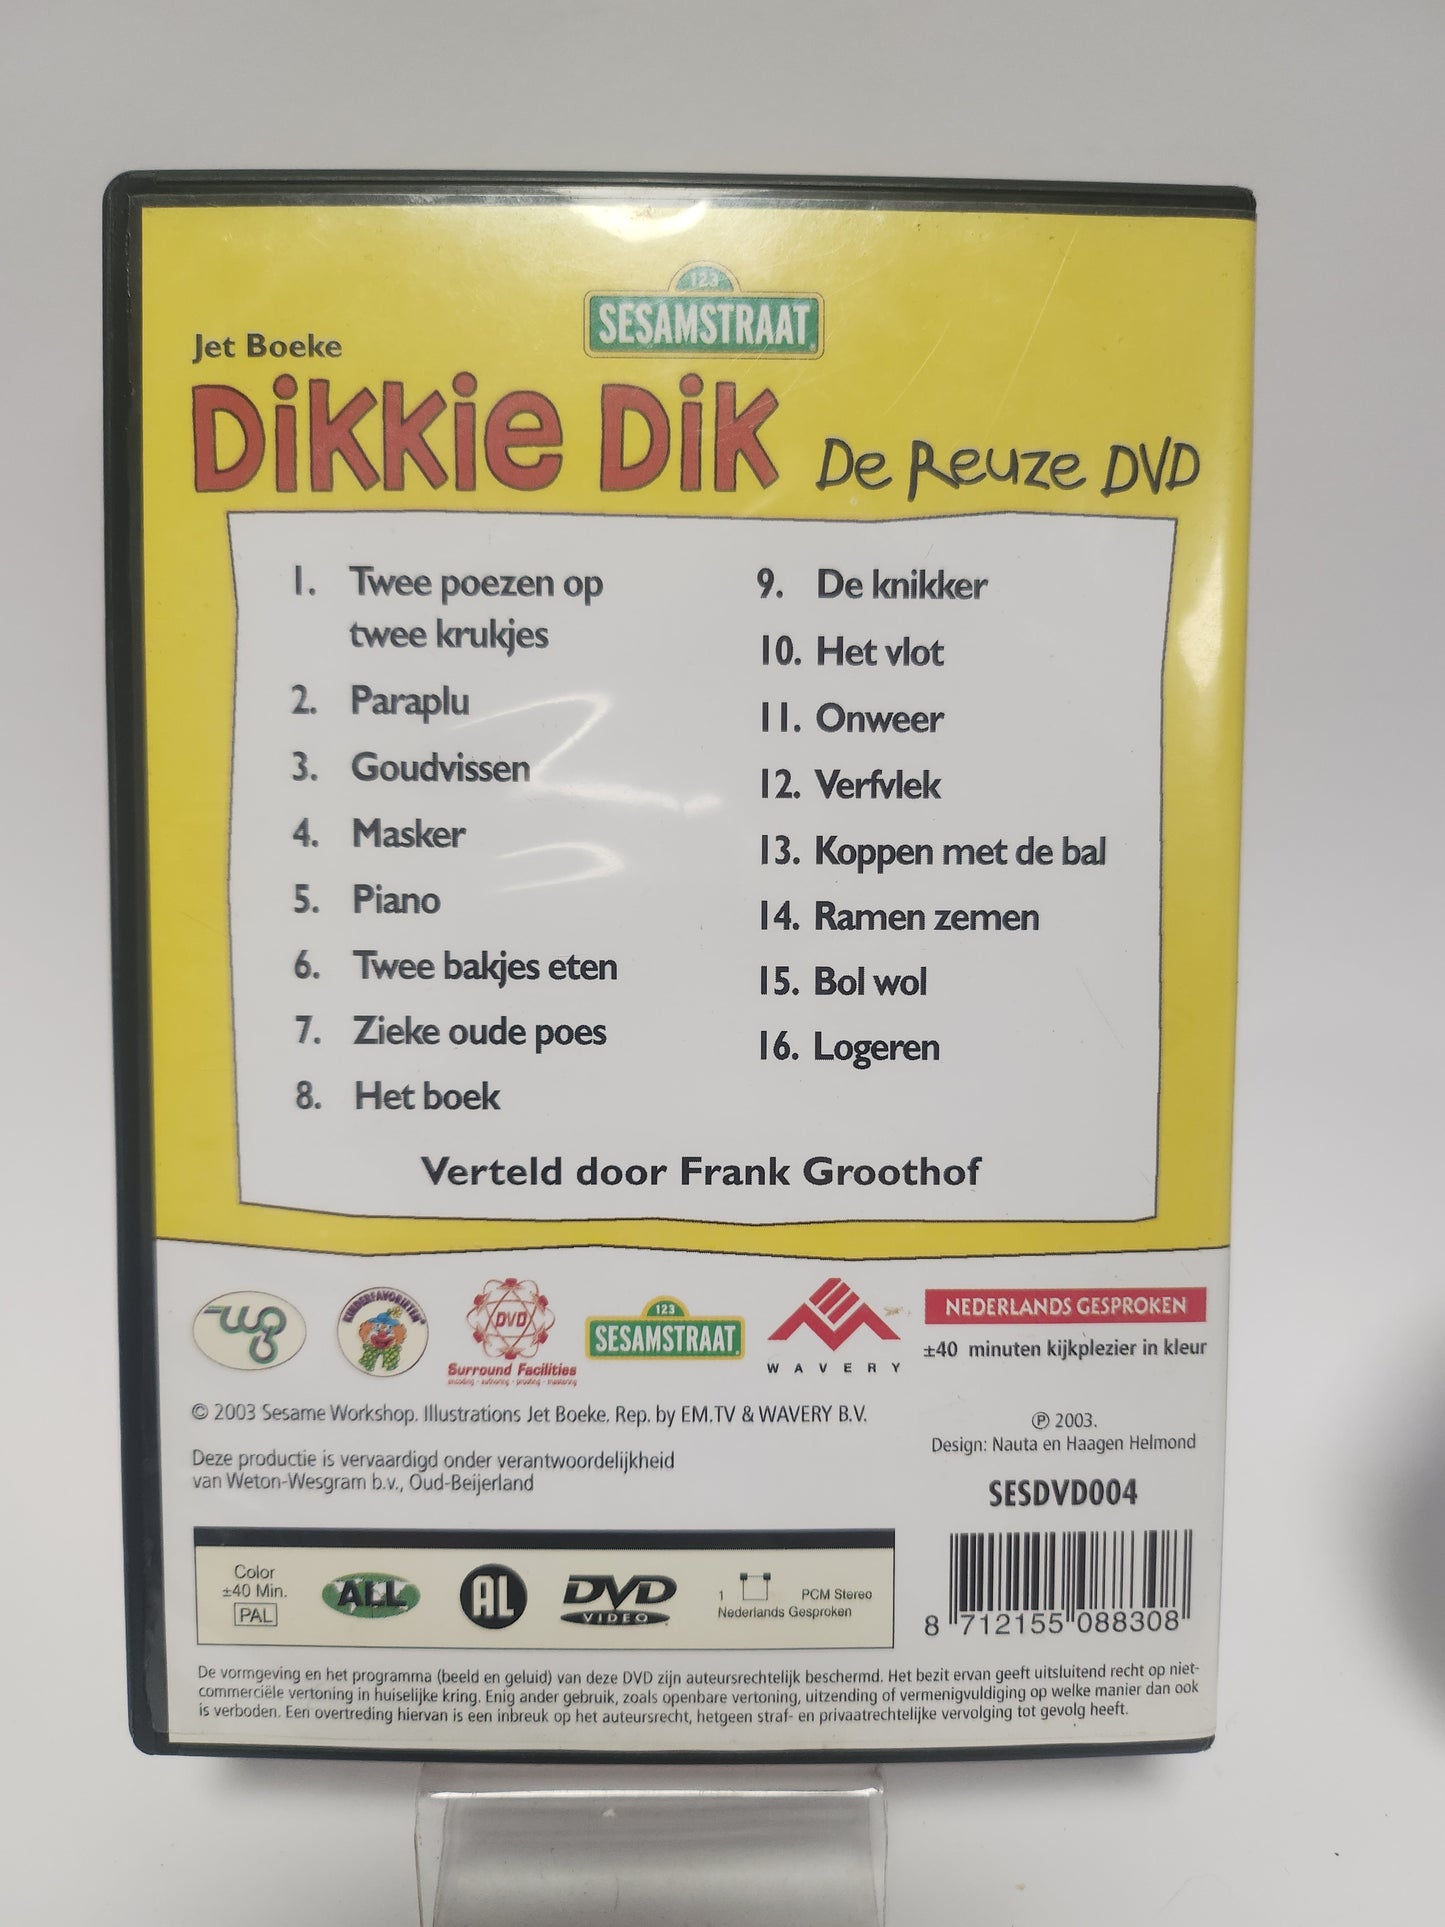 123
SESAMSTRAAT
Jet Boeke
Dikkie Dik De Reuze DVD
1. Twee poezen op
twee krukjes
2. Paraplu
3. Goudvissen
4. Masker
5. Piano
6. Twee bakjes eten
7. Zieke oude poes
8. Het boek
9. De knikker
10. Het vlot
11. Onweer
12. Verfvlek
13. Koppen met de bal
14. Ramen zemen
15. Bol wol
16. Logeren
Verteld door Frank Groothof
wg
KINDERFAVORIETEN
DVD
Surround Facilities
encoding - authoring - proofing - mastering
123
SESAMSTRAAT
WAVERY
NEDERLANDS GESPROKEN
±40 minuten kijkplezier in kleur
© 2003 Sesame Workshop. Illustrations Jet Boeke. Rep. by EM.TV & WAVERY B.V.
Deze productie is vervaardigd onder verantwoordelijkheid
van Weton-Wesgram b.v., Oud-Beijerland
℗ 2003.
Design: Nauta en Haagen Helmond
SESDVD004
Color
±40 Min.
PAL
ALL
AL
DVD
VIDEO
1 PCM Stereo
Nederlands Gesproken
8 712155 088308
De vormgeving en het programma (beeld en geluid) van deze DVD zijn auteursrechtelijk beschermd. Het bezit ervan geeft uitsluitend recht op niet-
commerciële vertoning in huiselijke kring. Enig ander gebruik, zoals openbare vertoning, uitzending of vermenigvuldiging op welke manier dan ook
is verboden. Een overtreding hiervan is een inbreuk op het auteursrecht, hetgeen straf- en privaatrechtelijke vervolging tot gevolg heeft.